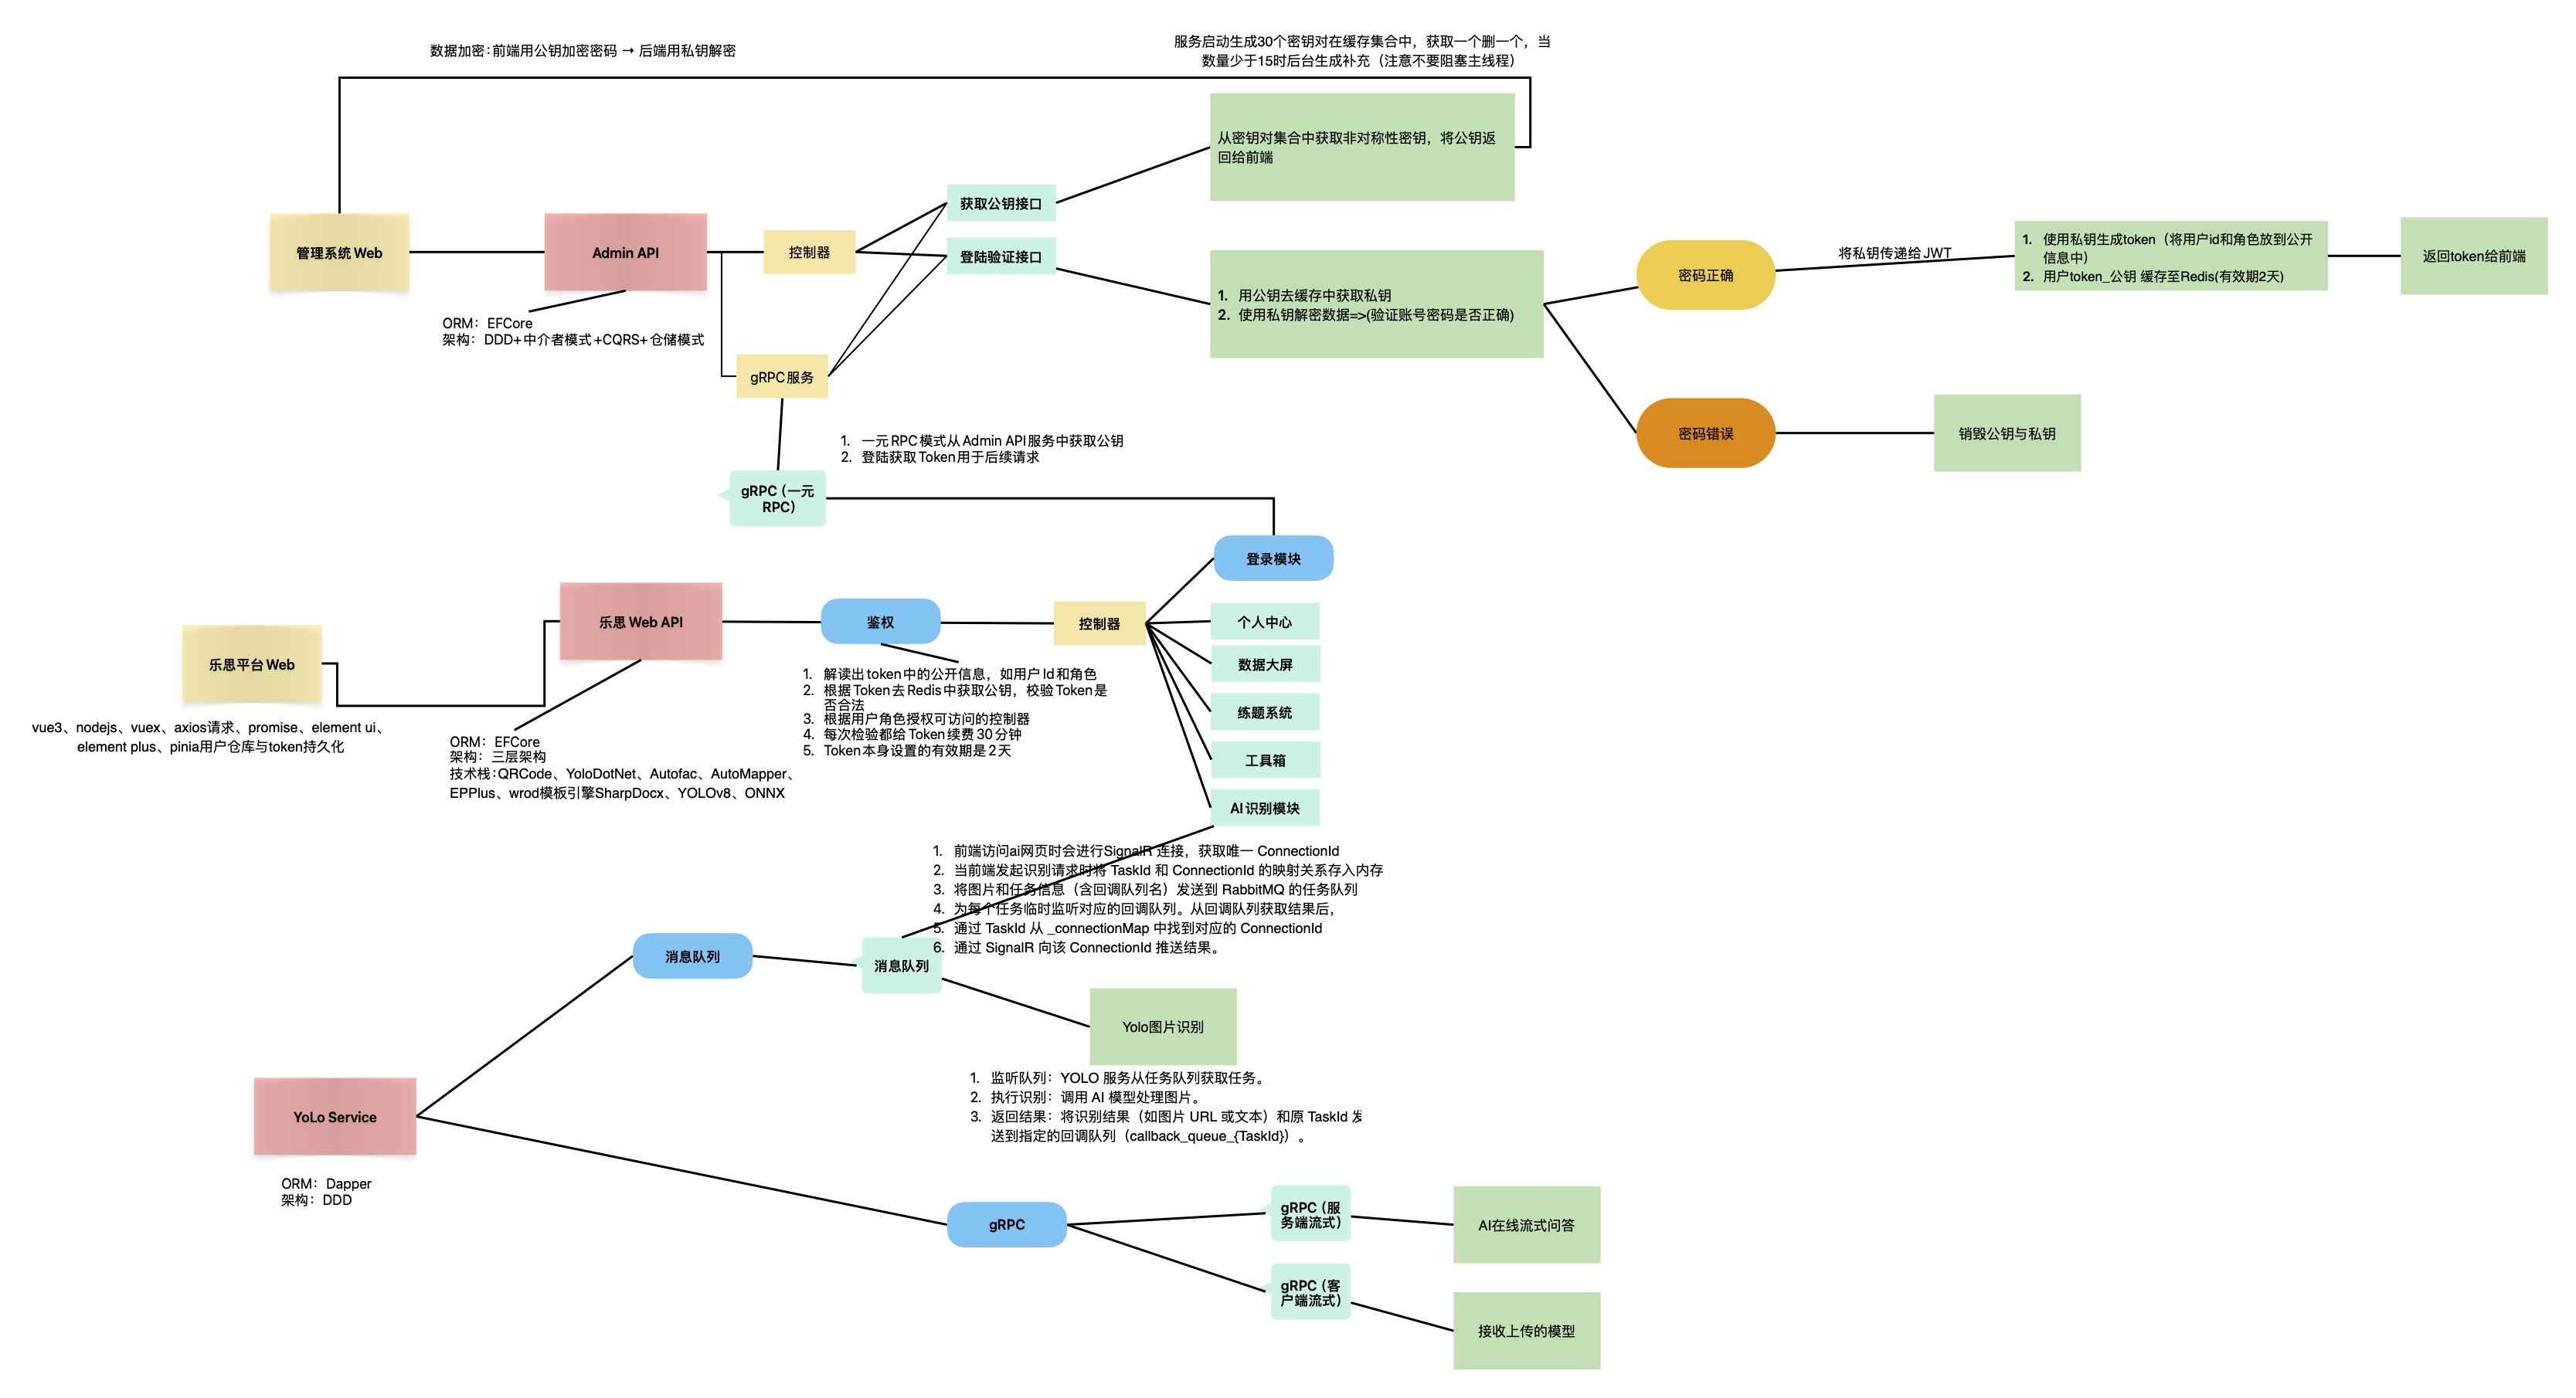 数据加密:前端用公钥加密密码 → 后端用私钥解密
服务启动生成30个密钥对在缓存集合中，获取一个删一个，当
数量少于15时后台生成补充（注意不要阻塞主线程）
从密钥对集合中获取非对称性密钥，将公钥返
回给前端
管理系统 Web
Admin API
控制器
获取公钥接口
登陆验证接口
ORM：EFCore
架构：DDD+中介者模式+CQRS+仓储模式
gRPC服务
1. 用公钥去缓存中获取私钥
2. 使用私钥解密数据=>(验证账号密码是否正确)
密码正确
将私钥传递给 JWT
1. 使用私钥生成token（将用户id和角色放到公开
信息中）
2. 用户token_公钥 缓存至Redis(有效期2天)
返回token给前端
密码错误
销毁公钥与私钥
1. 一元RPC模式从Admin API服务中获取公钥
2. 登陆获取Token用于后续请求
gRPC（一元
RPC）
登录模块
乐思平台 Web
vue3、nodejs、vuex、axios请求、promise、element ui、
element plus、pinia用户仓库与token持久化
乐思 Web API
ORM：EFCore
架构：三层架构
技术栈:QRCode、YoloDotNet、Autofac、AutoMapper、
EPPlus、wrod模板引擎SharpDocx、YOLOv8、ONNX
鉴权
1. 解读出token中的公开信息，如用户Id和角色
2. 根据Token去Redis中获取公钥，校验Token是
否合法
3. 根据用户角色授权可访问的控制器
4. 每次检验都给Token续费30分钟
5. Token本身设置的有效期是2天
控制器
个人中心
数据大屏
练题系统
工具箱
AI识别模块
1. 前端访问ai网页时会进行SignalR 连接，获取唯一 ConnectionId
2. 当前端发起识别请求时将 TaskId 和 ConnectionId 的映射关系存入内存
3. 将图片和任务信息（含回调队列名）发送到 RabbitMQ 的任务队列
4. 为每个任务临时监听对应的回调队列。从回调队列获取结果后，
5. 通过 TaskId 从 _connectionMap 中找到对应的 ConnectionId
6. 通过 SignalR 向该 ConnectionId 推送结果。
消息队列
消息队列
Yolo图片识别
1. 监听队列：YOLO 服务从任务队列获取任务。
2. 执行识别：调用 AI 模型处理图片。
3. 返回结果：将识别结果（如图片 URL 或文本）和原 TaskId 发
送到指定的回调队列（callback_queue_{TaskId}）。
YoLo Service
ORM：Dapper
架构：DDD
gRPC
gRPC（服
务端流式）
AI在线流式问答
gRPC（客
户端流式）
接收上传的模型